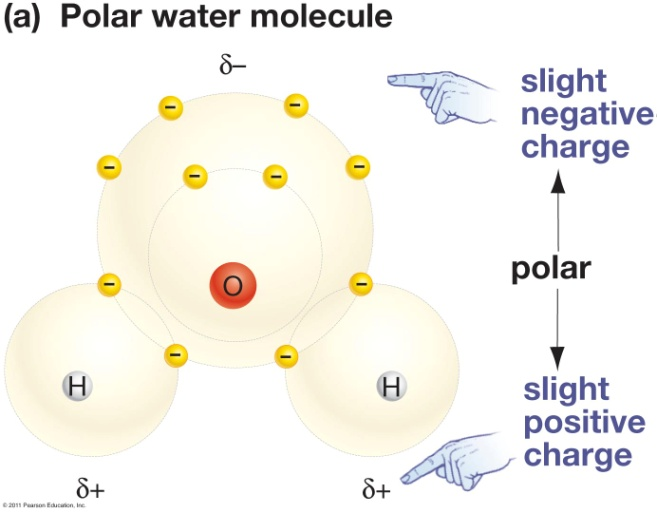 (a) Polar water molecule
δ–
slight
negative
charge
– –
– –
– –
O
polar
– –
– –
H H
slight
positive
charge
δ+ δ+
© 2011 Pearson Education, Inc.